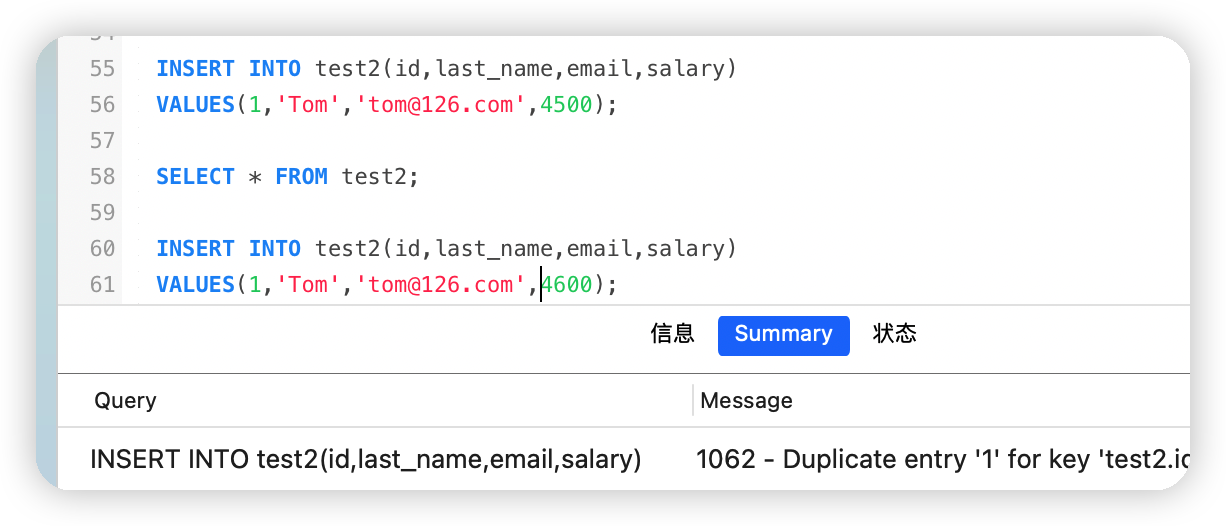 55 INSERT INTO test2(id,last_name,email,salary)
56 VALUES(1,'Tom','tom@126.com',4500);
57
58 SELECT * FROM test2;
59
60 INSERT INTO test2(id,last_name,email,salary)
61 VALUES(1,'Tom','tom@126.com',4600);
信息 Summary 状态
Query Message
INSERT INTO test2(id,last_name,email,salary) 1062 - Duplicate entry '1' for key 'test2.id